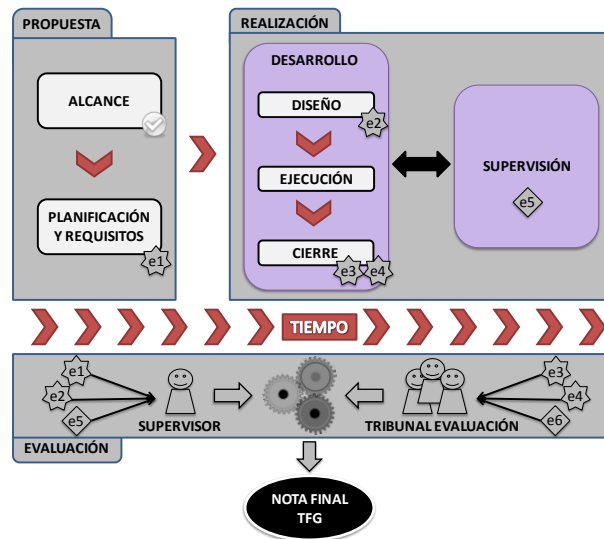 PROPUESTA
ALCANCE
PLANIFICACIÓN
Y REQUISITOS
e1
REALIZACIÓN
DESARROLLO
DISEÑO
e2
EJECUCIÓN
CIERRE
e3
e4
SUPERVISIÓN
e5
TIEMPO
e1
e2
e5
SUPERVISOR
TRIBUNAL EVALUACIÓN
e3
e4
e6
EVALUACIÓN
NOTA FINAL
TFG